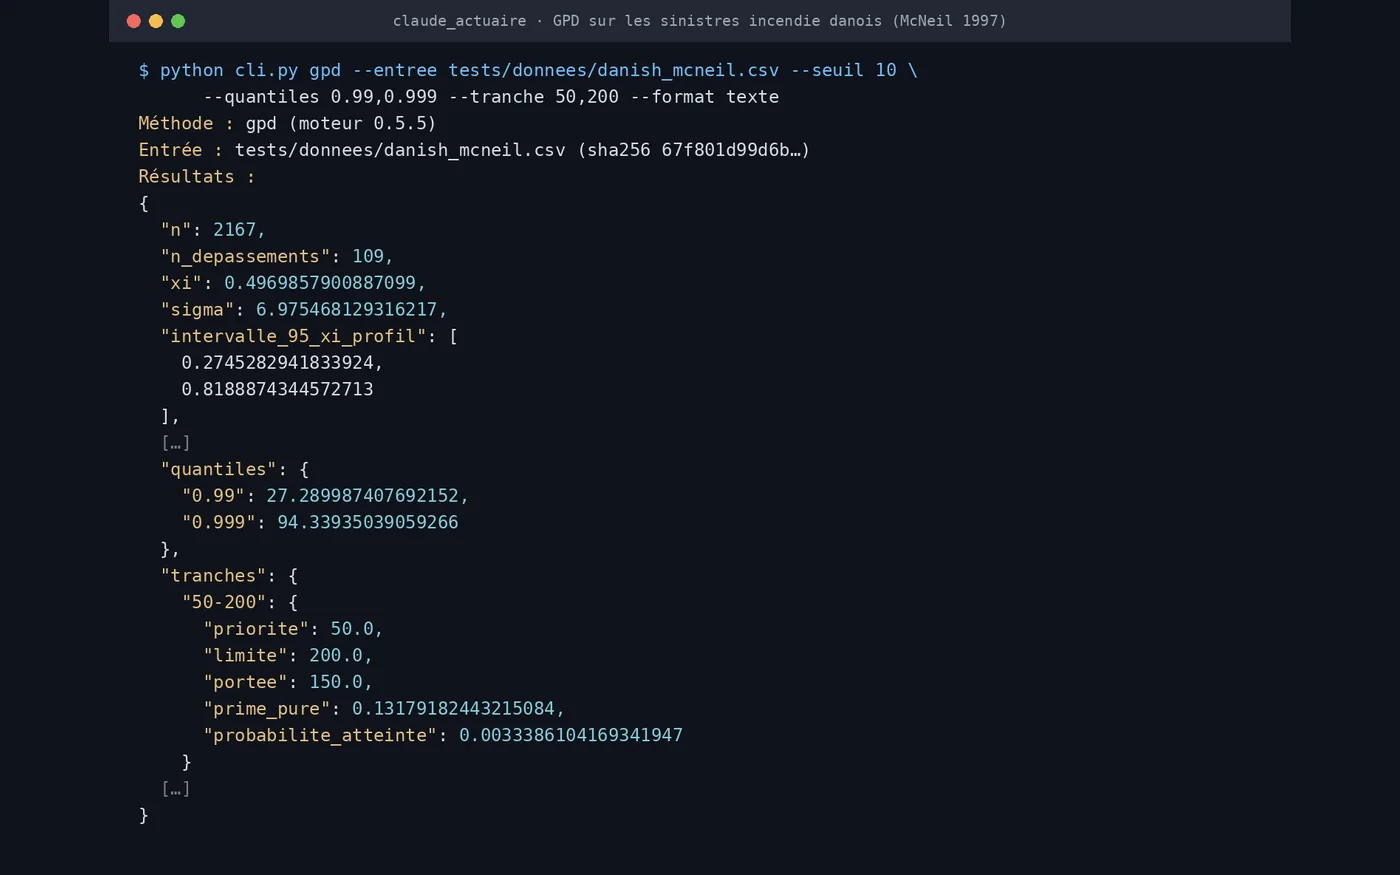 claude_actuaire · GPD sur les sinistres incendie danois (McNeil 1997)
$ python cli.py gpd --entree tests/donnees/danish_mcneil.csv --seuil 10 \
--quantiles 0.99,0.999 --tranche 50,200 --format texte
Méthode : gpd (moteur 0.5.5)
Entrée : tests/donnees/danish_mcneil.csv (sha256 67f801d99d6b…)
Résultats :
{
"n": 2167,
"n_depassements": 109,
"xi": 0.4969857900887099,
"sigma": 6.975468129316217,
"intervalle_95_xi_profil": [
0.2745282941833924,
0.8188874344572713
],
[…]
"quantiles": {
"0.99": 27.289987407692152,
"0.999": 94.33935039059266
},
"tranches": {
"50-200": {
"priorite": 50.0,
"limite": 200.0,
"portee": 150.0,
"prime_pure": 0.13179182443215084,
"probabilite_atteinte": 0.0033386104169341947
}
[…]
}